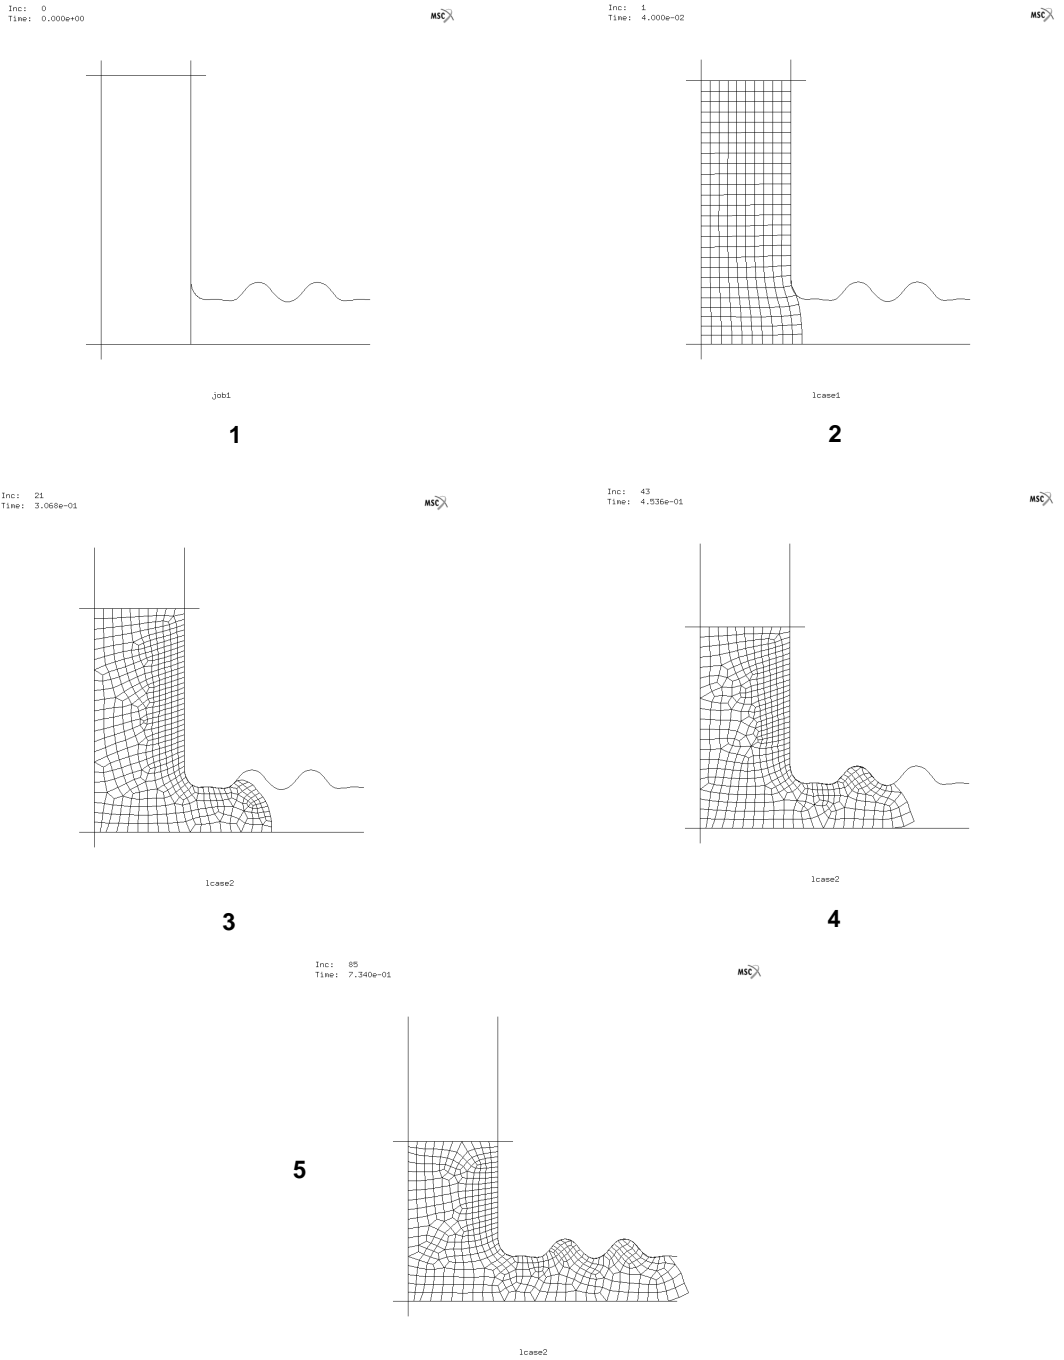 Inc: 0
Time: 0.000e+00
MSC
job1
1
Inc: 1
Time: 4.000e-02
MSC
lcase1
2
Inc: 21
Time: 3.068e-01
MSC
lcase2
3
Inc: 43
Time: 4.536e-01
MSC
lcase2
4
Inc: 85
Time: 7.340e-01
MSC
5
lcase2